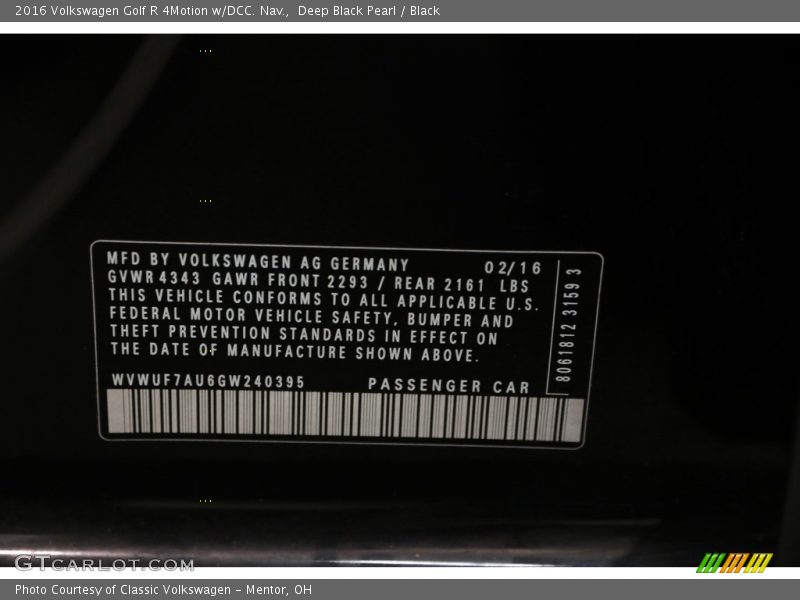 2016 Volkswagen Golf R 4Motion w/DCC. Nav., Deep Black Pearl / Black
MFD BY VOLKSWAGEN AG GERMANY 02/16
GVWR 4343 GAWR FRONT 2293 / REAR 2161 LBS
THIS VEHICLE CONFORMS TO ALL APPLICABLE U.S.
FEDERAL MOTOR VEHICLE SAFETY, BUMPER AND
THEFT PREVENTION STANDARDS IN EFFECT ON
THE DATE OF MANUFACTURE SHOWN ABOVE.
WVWUF7AU6GW240395 PASSENGER CAR
8061812 31593
GTCARLOT.COM
Photo Courtesy of Classic Volkswagen - Mentor, OH